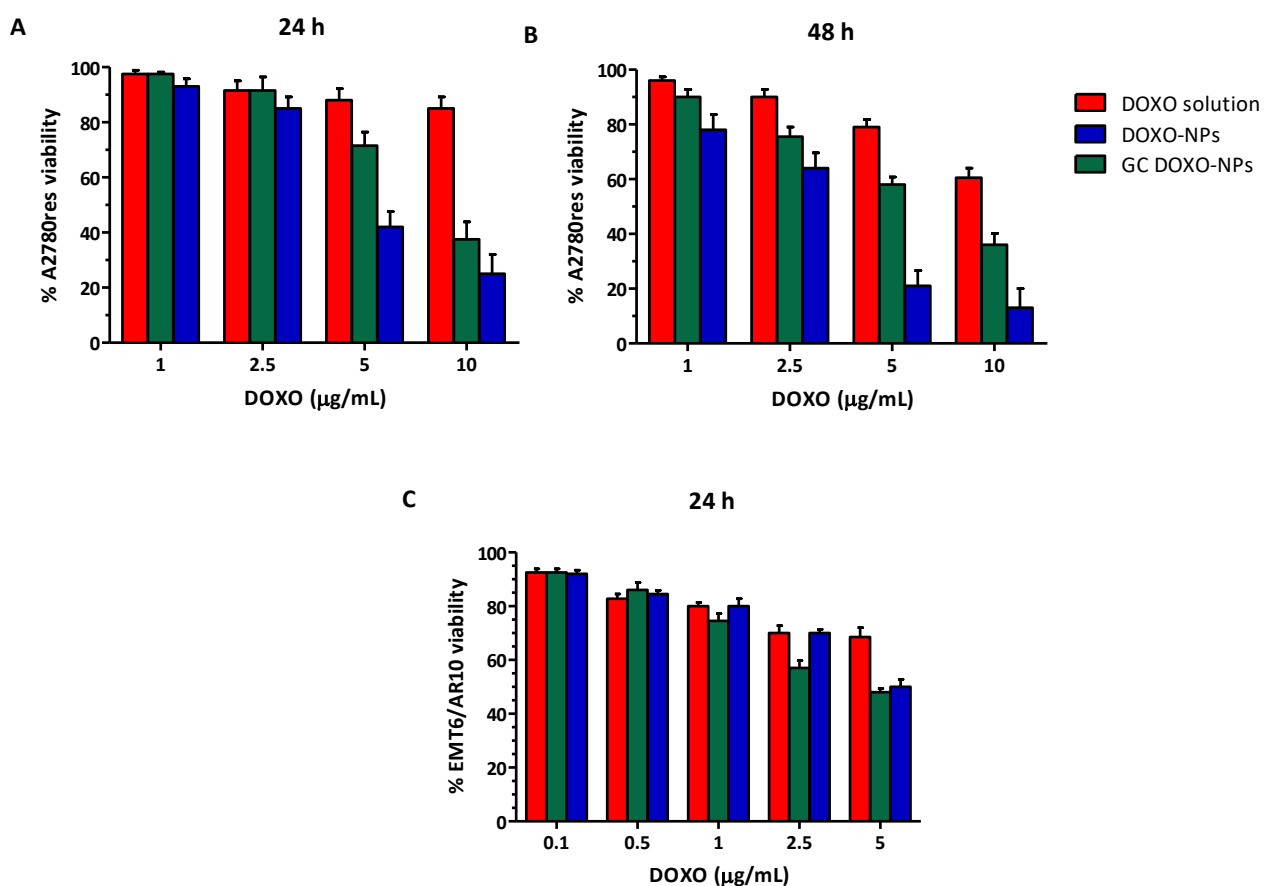 A
24 h
% A2780res viability
100
80
60
40
20
0
1 2.5 5 10
DOXO (μg/mL)
B
48 h
% A2780res viability
100
80
60
40
20
0
1 2.5 5 10
DOXO (μg/mL)
DOXO solution
DOXO-NPs
GC DOXO-NPs
C
24 h
% EMT6/AR10 viability
100
80
60
40
20
0
0.1 0.5 1 2.5 5
DOXO (μg/mL)